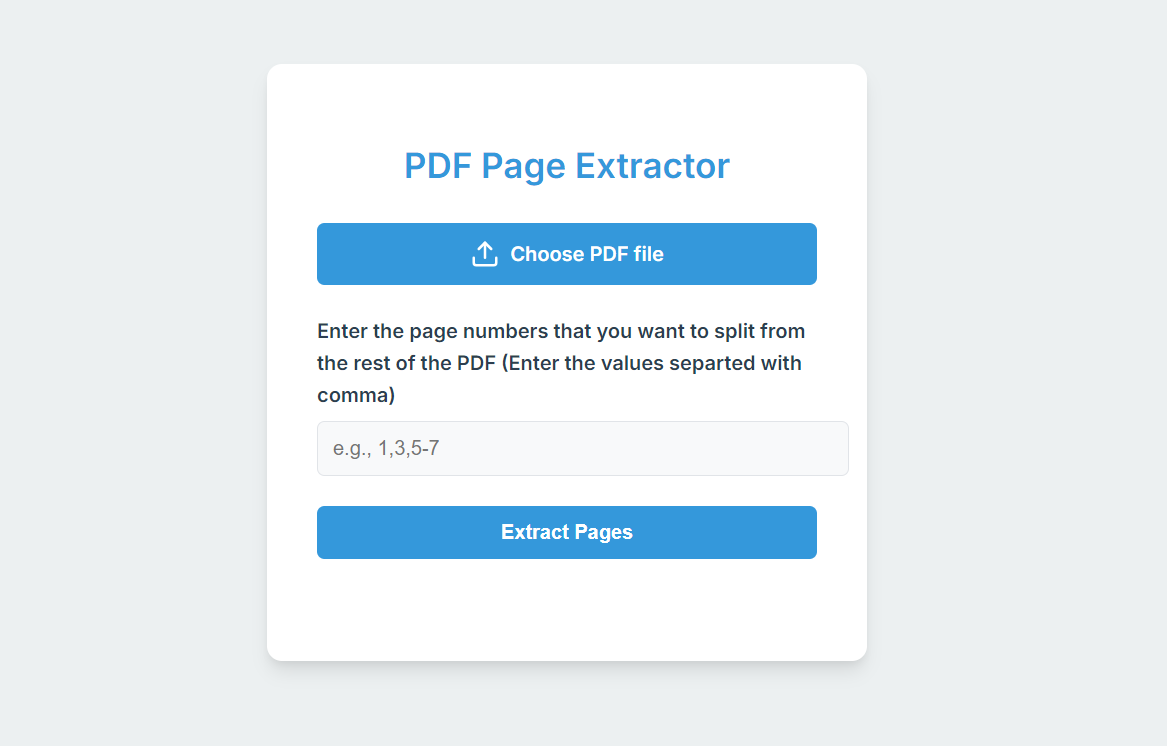 PDF Page Extractor
Choose PDF file
Enter the page numbers that you want to split from
the rest of the PDF (Enter the values separted with
comma)
e.g., 1,3,5-7
Extract Pages